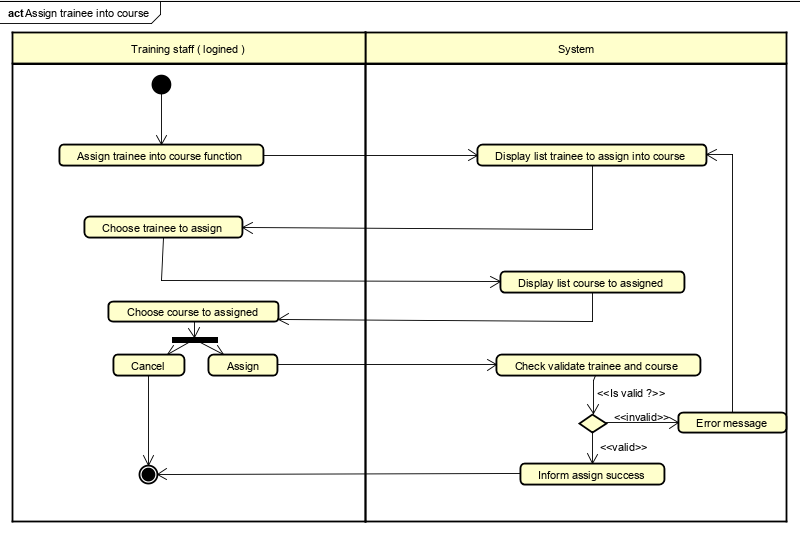 act Assign trainee into course
Training staff ( logined )
System
Assign trainee into course function
Display list trainee to assign into course
Choose trainee to assign
Display list course to assigned
Choose course to assigned
Cancel
Assign
Check validate trainee and course
<<Is valid ?>>
<<invalid>>
Error message
<<valid>>
Inform assign success